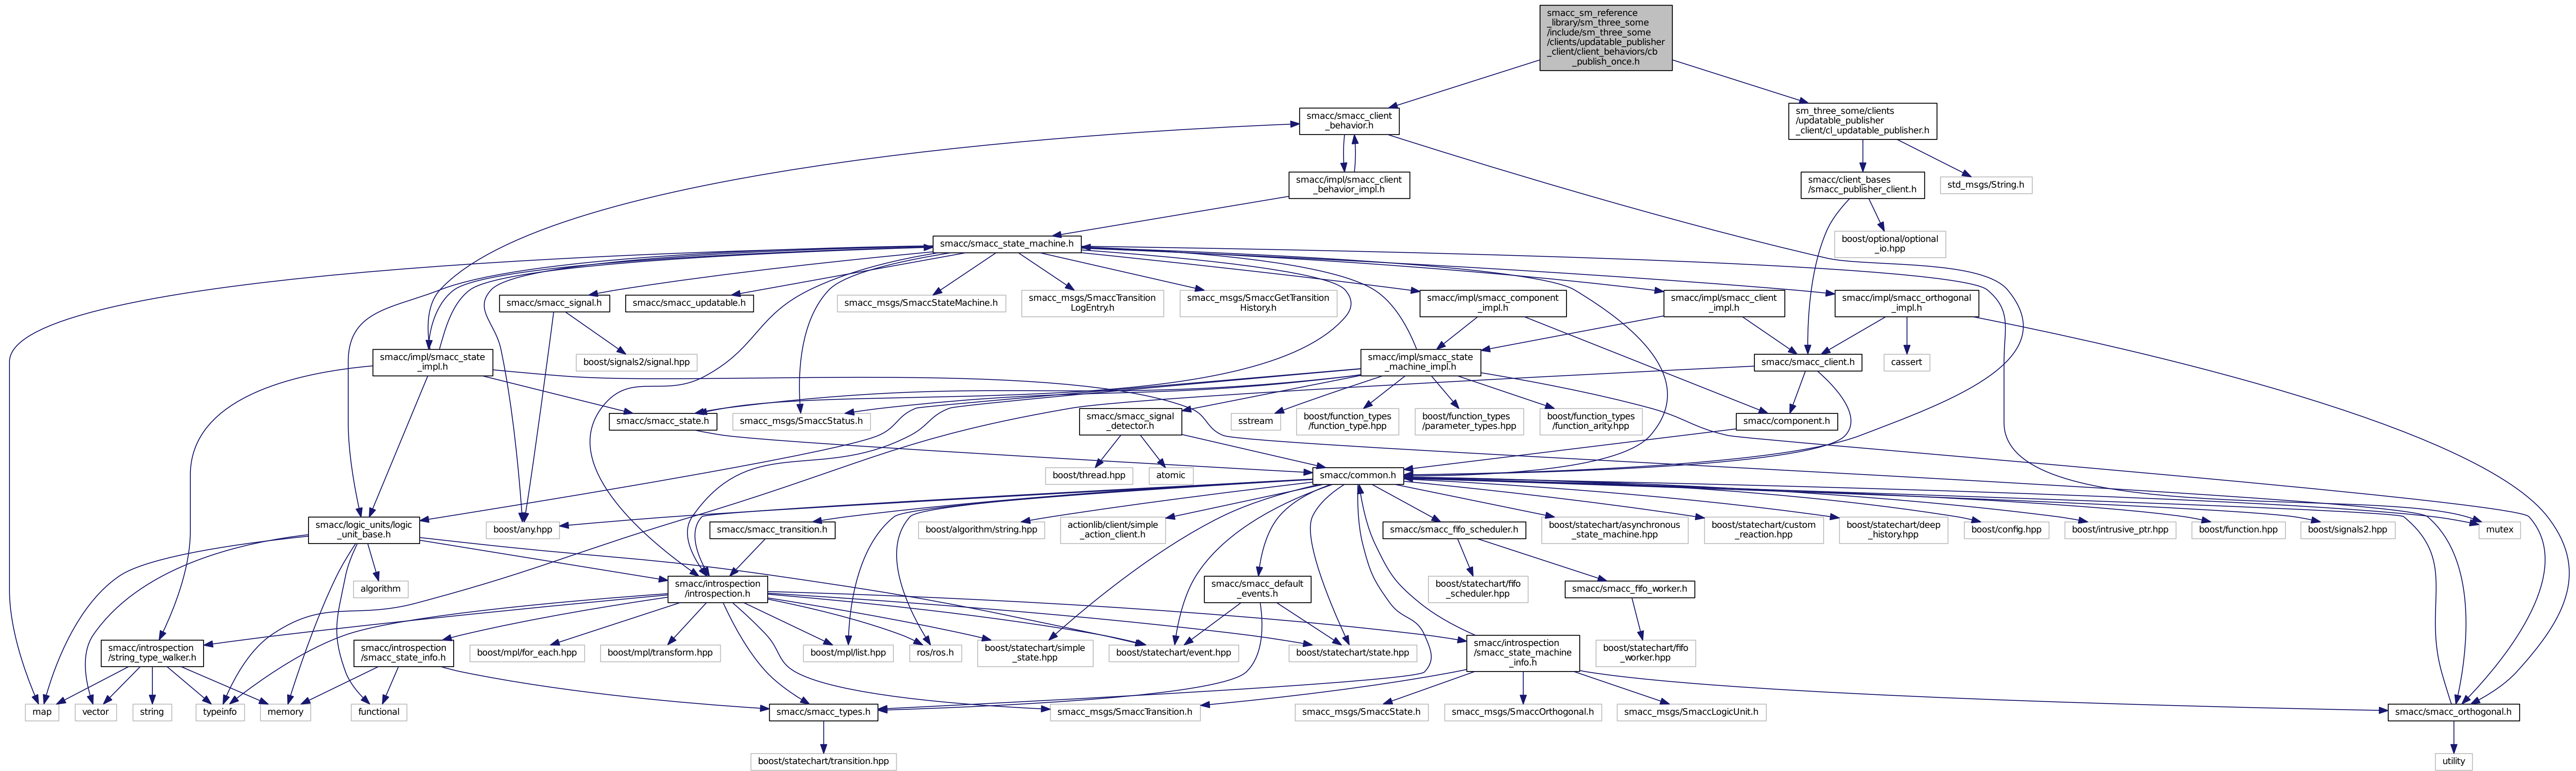 smacc_sm_reference
_library/sm_three_some
/include/sm_three_some
/clients/updatable_publisher
_client/client_behaviors/cb
_publish_once.h
smacc/smacc_client
_behavior.h
sm_three_some/clients
/updatable_publisher
_client/cl_updatable_publisher.h
smacc/impl/smacc_client
_behavior_impl.h
smacc/client_bases
/smacc_publisher_client.h
std_msgs/String.h
smacc/smacc_state_machine.h
boost/optional/optional
_io.hpp
smacc/smacc_signal.h
smacc/smacc_updatable.h
smacc_msgs/SmaccStateMachine.h
smacc_msgs/SmaccTransition
LogEntry.h
smacc_msgs/SmaccGetTransition
History.h
smacc/impl/smacc_component
_impl.h
smacc/impl/smacc_client
_impl.h
smacc/impl/smacc_orthogonal
_impl.h
smacc/impl/smacc_state
_impl.h
boost/signals2/signal.hpp
smacc/impl/smacc_state
_machine_impl.h
smacc/smacc_client.h
cassert
smacc/smacc_state.h
smacc_msgs/SmaccStatus.h
smacc/smacc_signal
_detector.h
sstream
boost/function_types
/function_type.hpp
boost/function_types
/parameter_types.hpp
boost/function_types
/function_arity.hpp
smacc/component.h
boost/thread.hpp
atomic
smacc/common.h
smacc/logic_units/logic
_unit_base.h
boost/any.hpp
smacc/smacc_transition.h
boost/algorithm/string.hpp
actionlib/client/simple
_action_client.h
smacc/smacc_fifo_scheduler.h
boost/statechart/asynchronous
_state_machine.hpp
boost/statechart/custom
_reaction.hpp
boost/statechart/deep
_history.hpp
boost/config.hpp
boost/intrusive_ptr.hpp
boost/function.hpp
boost/signals2.hpp
mutex
algorithm
smacc/introspection
/introspection.h
smacc/smacc_default
_events.h
boost/statechart/fifo
_scheduler.hpp
smacc/smacc_fifo_worker.h
smacc/introspection
/string_type_walker.h
smacc/introspection
/smacc_state_info.h
boost/mpl/for_each.hpp
boost/mpl/transform.hpp
boost/mpl/list.hpp
ros/ros.h
boost/statechart/simple
_state.hpp
boost/statechart/event.hpp
boost/statechart/state.hpp
smacc/introspection
/smacc_state_machine
_info.h
boost/statechart/fifo
_worker.hpp
map
vector
string
typeinfo
memory
functional
smacc/smacc_types.h
smacc_msgs/SmaccTransition.h
smacc_msgs/SmaccState.h
smacc_msgs/SmaccOrthogonal.h
smacc_msgs/SmaccLogicUnit.h
smacc/smacc_orthogonal.h
boost/statechart/transition.hpp
utility